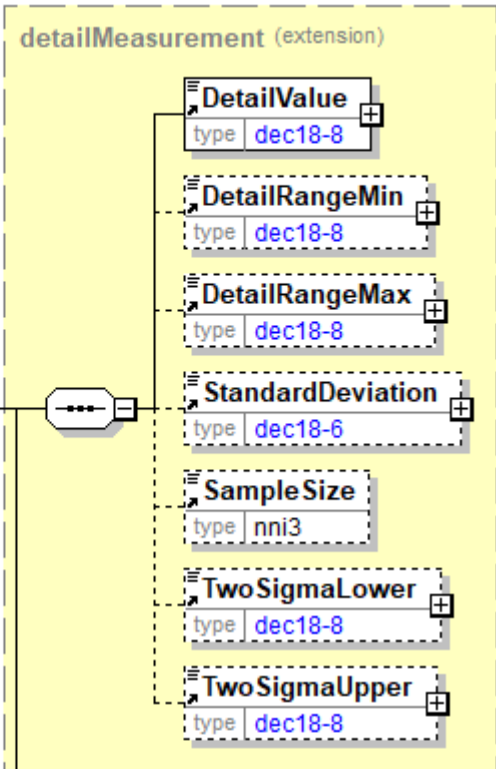 detailMeasurement (extension)
DetailValue
type dec18-8
DetailRangeMin
type dec18-8
DetailRangeMax
type dec18-8
StandardDeviation
type dec18-6
SampleSize
type nni3
TwoSigmaLower
type dec18-8
TwoSigmaUpper
type dec18-8